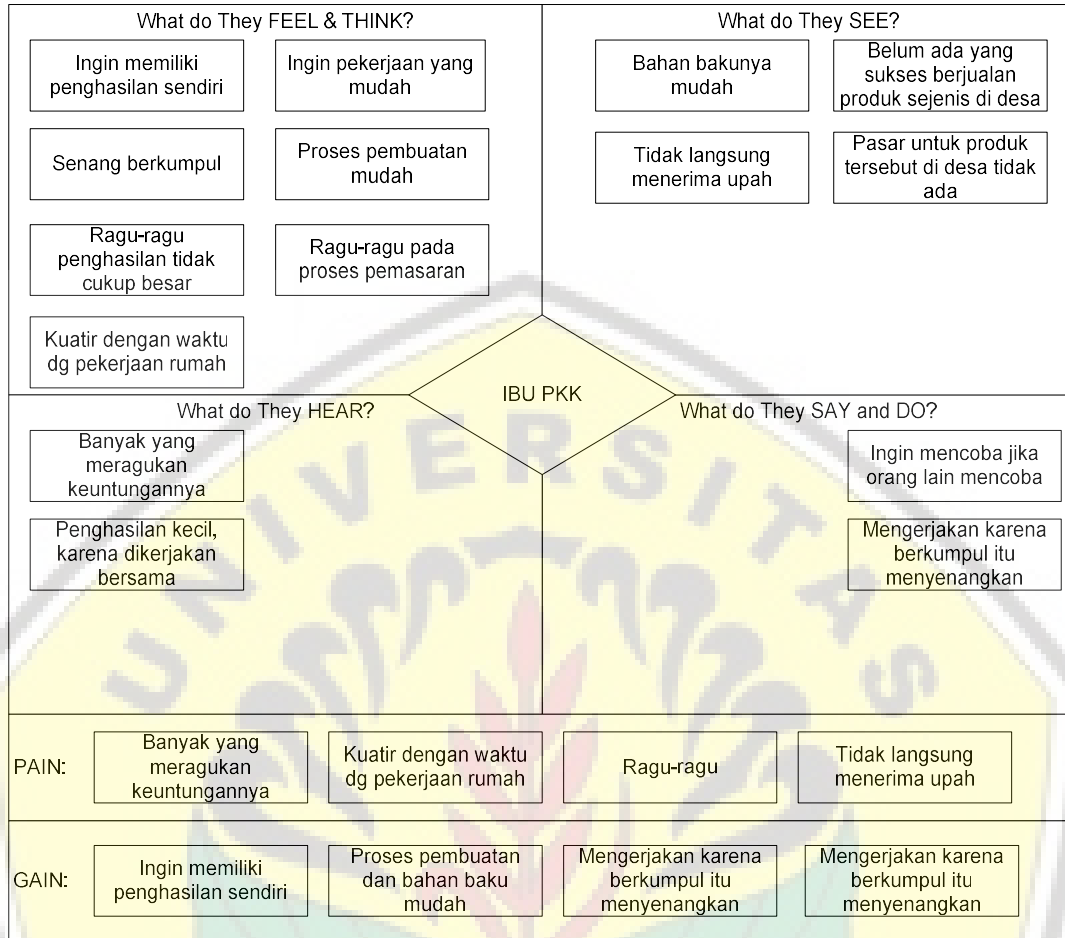 What do They FEEL & THINK?
Ingin memiliki
penghasilan sendiri
Ingin pekerjaan yang
mudah
Senang berkumpul
Proses pembuatan
mudah
Ragu-ragu
penghasilan tidak
cukup besar
Ragu-ragu pada
proses pemasaran
Kuatir dengan waktu
dg pekerjaan rumah
What do They SEE?
Bahan bakunya
mudah
Belum ada yang
sukses berjualan
produk sejenis di desa
Tidak langsung
menerima upah
Pasar untuk produk
tersebut di desa tidak
ada
IBU PKK
What do They HEAR?
Banyak yang
meragukan
keuntungannya
Penghasilan kecil,
karena dikerjakan
bersama
What do They SAY and DO?
Ingin mencoba jika
orang lain mencoba
Mengerjakan karena
berkumpul itu
menyenangkan
UNIVERSITAS
PAIN:
Banyak yang
meragukan
keuntungannya
Kuatir dengan waktu
dg pekerjaan rumah
Ragu-ragu
Tidak langsung
menerima upah
GAIN:
Ingin memiliki
penghasilan sendiri
Proses pembuatan
dan bahan baku
mudah
Mengerjakan karena
berkumpul itu
menyenangkan
Mengerjakan karena
berkumpul itu
menyenangkan